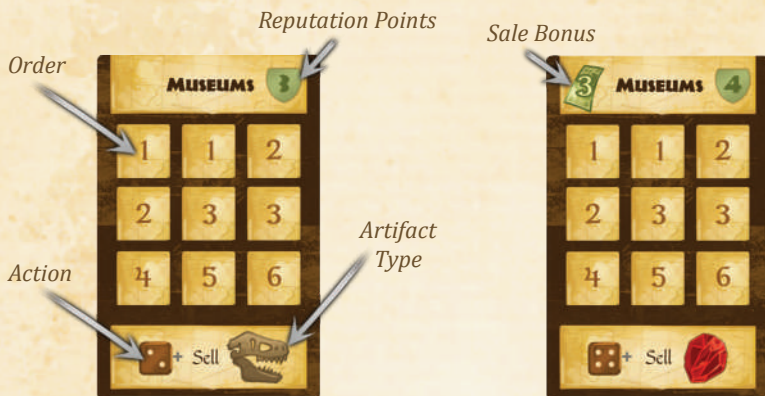 Reputation Points
Sale Bonus
Order
MUSEUMS 3
3 MUSEUMS 4
1 1 2
1 1 2
2 3 3
2 3 3
Artifact
Type
Action
4 5 6
4 5 6
+ Sell
+ Sell